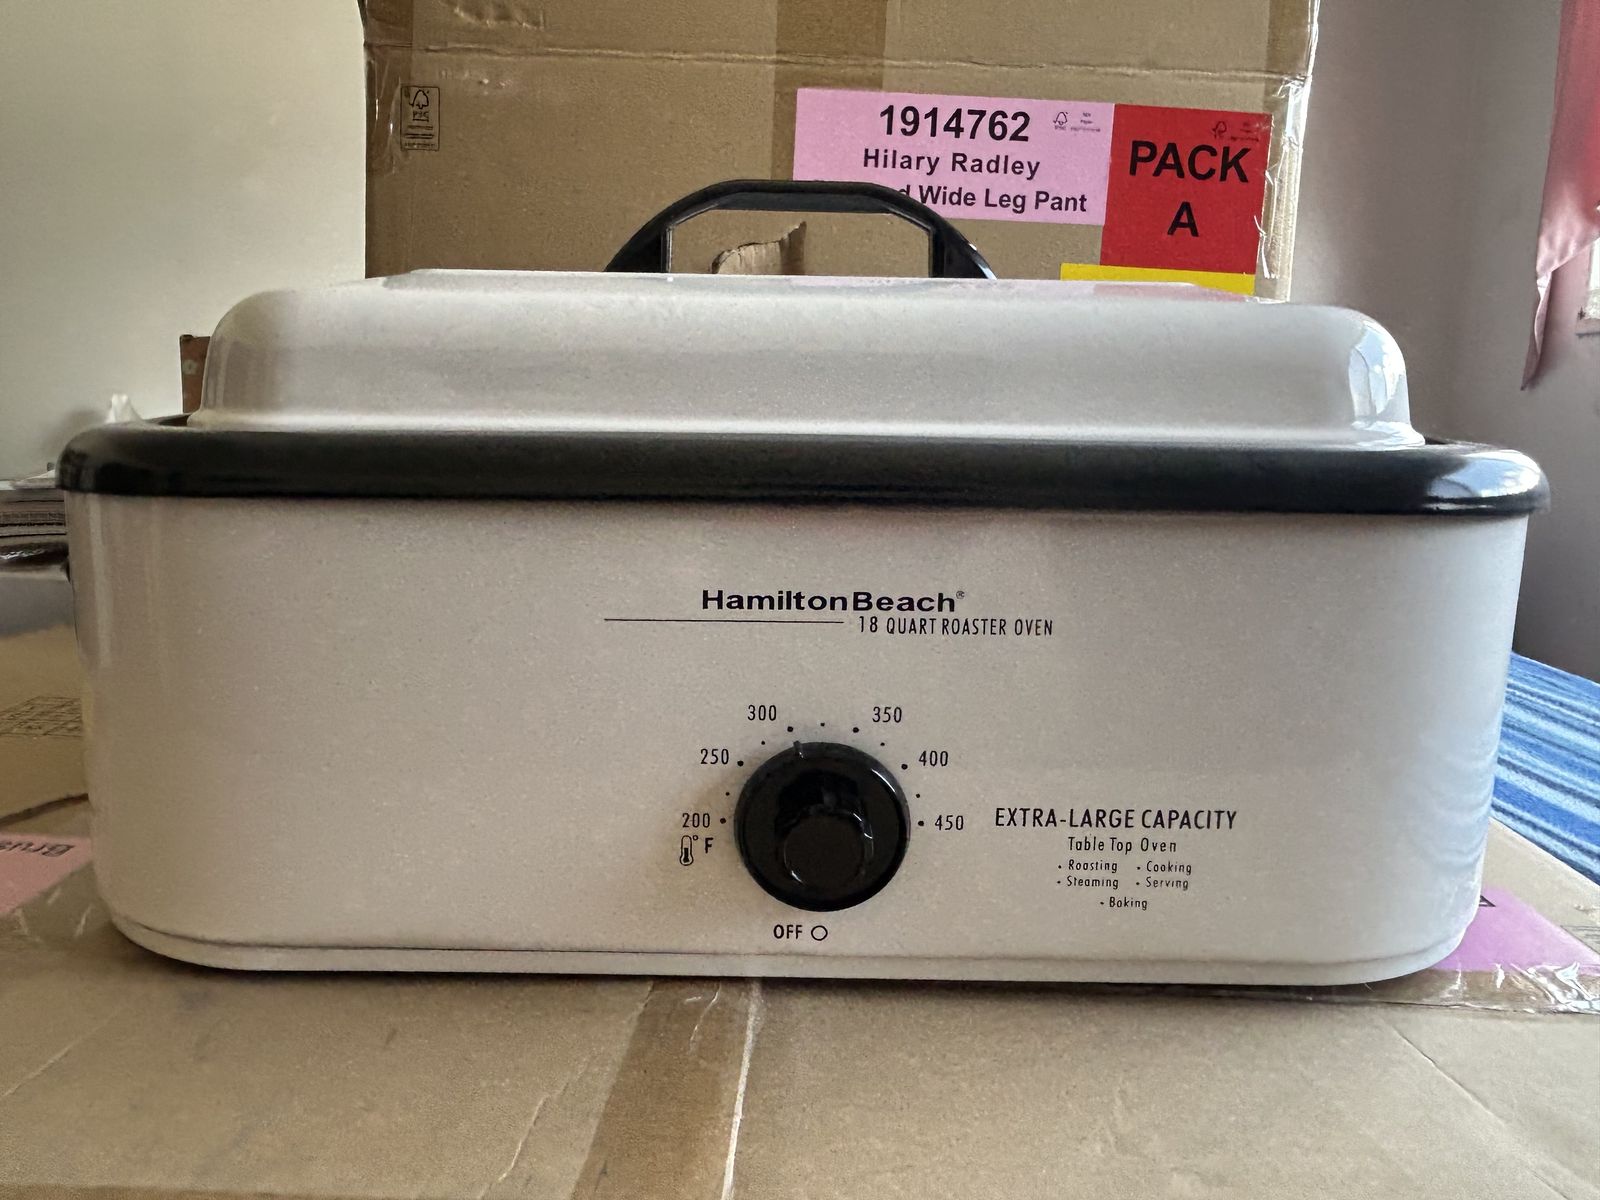 1914762
Hilary Radley
Wide Leg Pant
PACK
A
FSC
HamiltonBeach®
18 QUART ROASTER OVEN
300
350
250
400
200
450
°F
OFF
EXTRA-LARGE CAPACITY
Table Top Oven
• Roasting • Cooking
• Steaming • Serving
• Baking